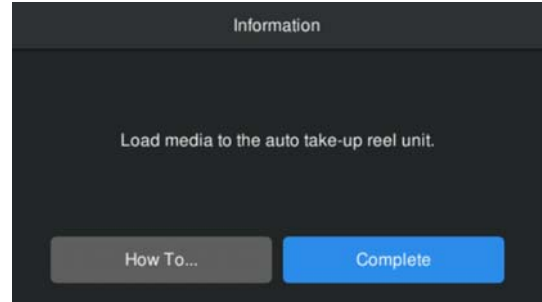 Information
Load media to the auto take-up reel unit.
How To...
Complete